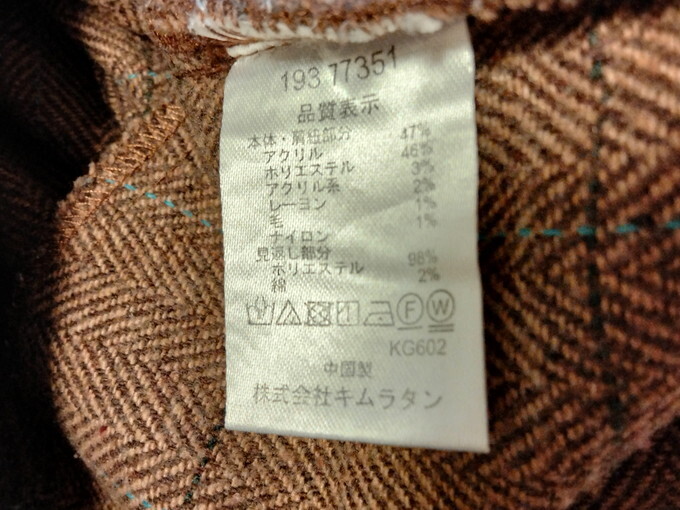 193 77351
品質表示
本体・肩紐部分
アクリル 47%
ポリエステル 46%
アクリル系 3%
レーヨン 2%
毛 1%
ナイロン 1%
見返し部分
ポリエステル 98%
綿 2%
F W
KG602
中国製
株式会社キムラタン